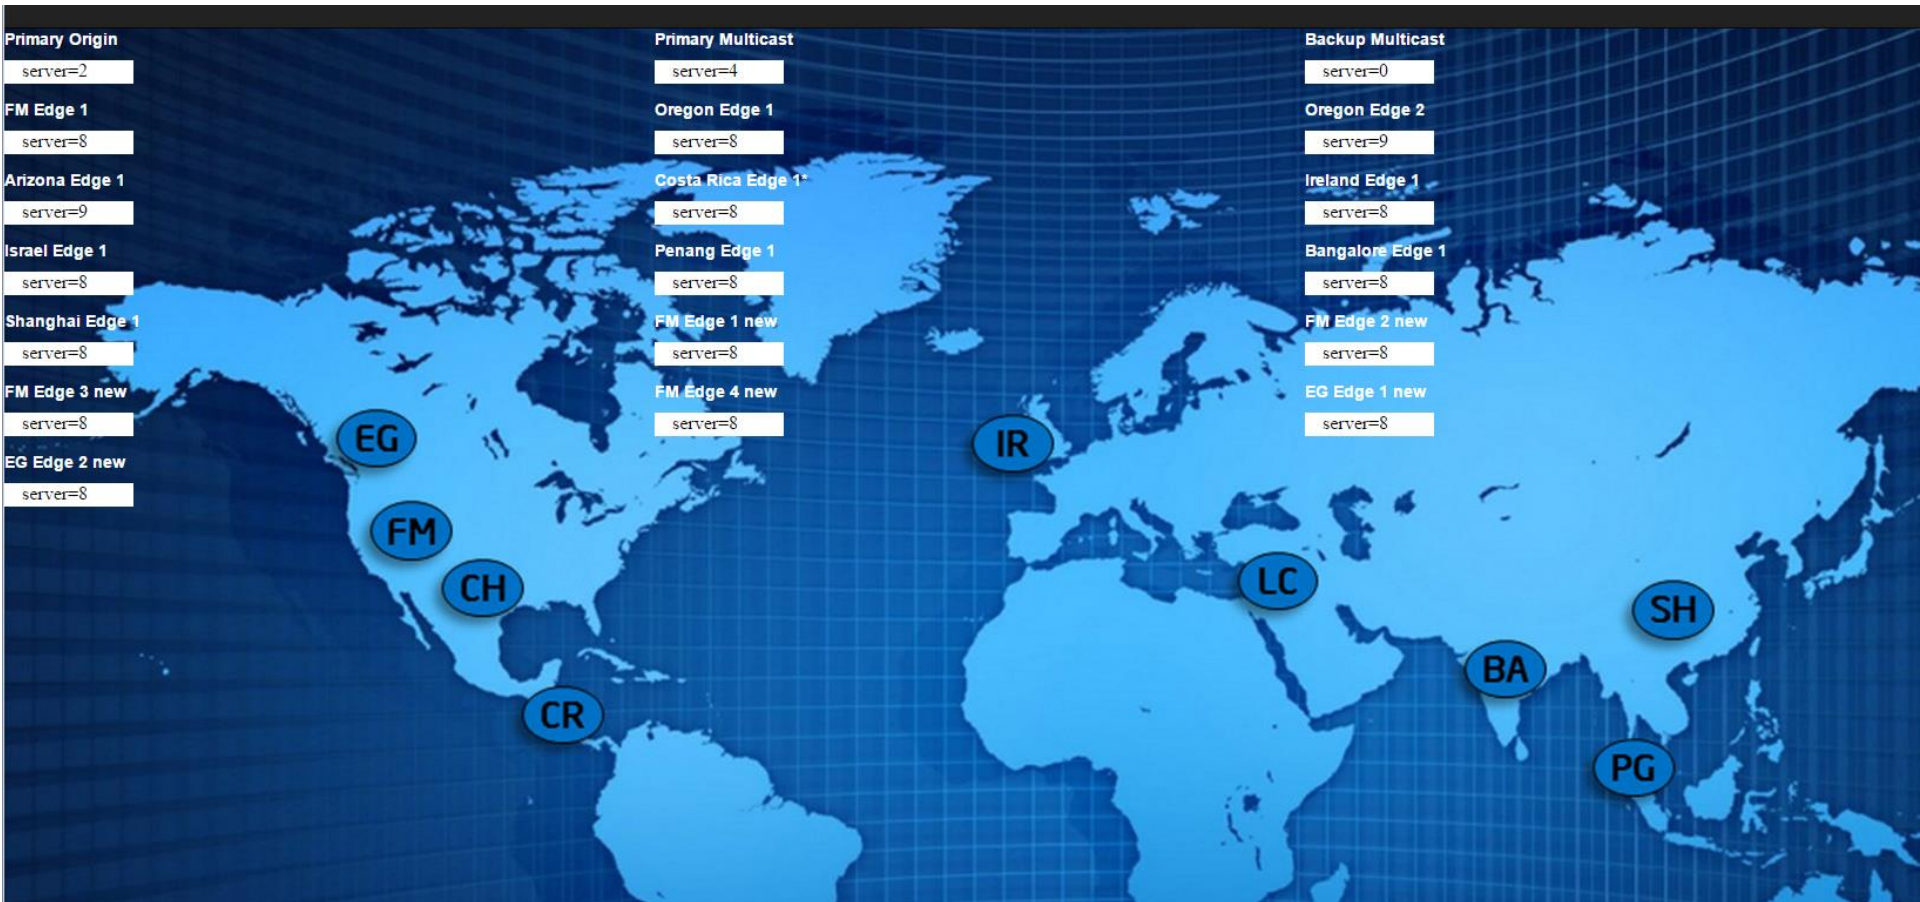 Primary Origin
Primary Multicast
Backup Multicast
server=2
server=4
server=0
FM Edge 1
Oregon Edge 1
Oregon Edge 2
server=8
server=8
server=9
Arizona Edge 1
Costa Rica Edge 1*
Ireland Edge 1
server=9
server=8
server=8
Israel Edge 1
Penang Edge 1
Bangalore Edge 1
server=8
server=8
server=8
Shanghai Edge 1
FM Edge 1 new
FM Edge 2 new
server=8
server=8
server=8
FM Edge 3 new
FM Edge 4 new
EG Edge 1 new
server=8
server=8
server=8
EG Edge 2 new
server=8
EG
IR
FM
CH
LC
SH
BA
CR
PG